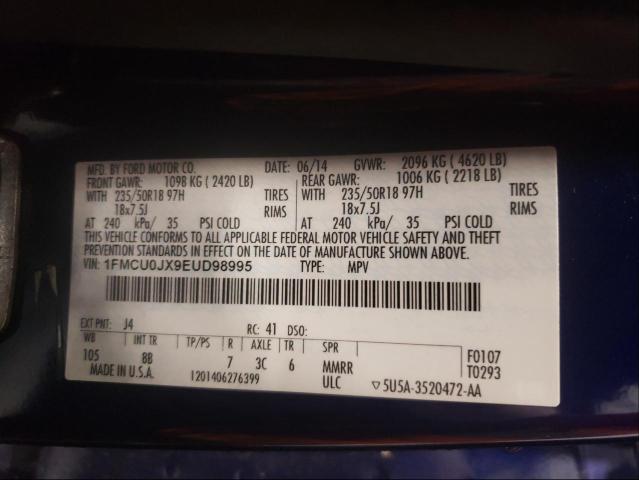 MFD. BY FORD MOTOR CO. DATE: 06/14 GVWR: 2096 KG ( 4620 LB)
FRONT GAWR: 1098 KG ( 2420 LB) REAR GAWR: 1006 KG ( 2218 LB)
WITH 235/50R18 97H TIRES WITH 235/50R18 97H TIRES
18x7.5J RIMS 18x7.5J RIMS
AT 240 kPa/ 35 PSI COLD AT 240 kPa/ 35 PSI COLD
THIS VEHICLE CONFORMS TO ALL APPLICABLE FEDERAL MOTOR VEHICLE SAFETY AND THEFT
PREVENTION STANDARDS IN EFFECT ON THE DATE OF MANUFACTURE SHOWN ABOVE.
VIN: 1FMCU0JX9EUD98995 TYPE: MPV
EXT PNT: J4 RC: 41 DSO:
WB INT TR TP/PS R AXLE TR SPR F0107
105 8B 7 3C 6 MMRR T0293
MADE IN U.S.A. 1201406276399 ULC ▽5U5A-3520472-AA